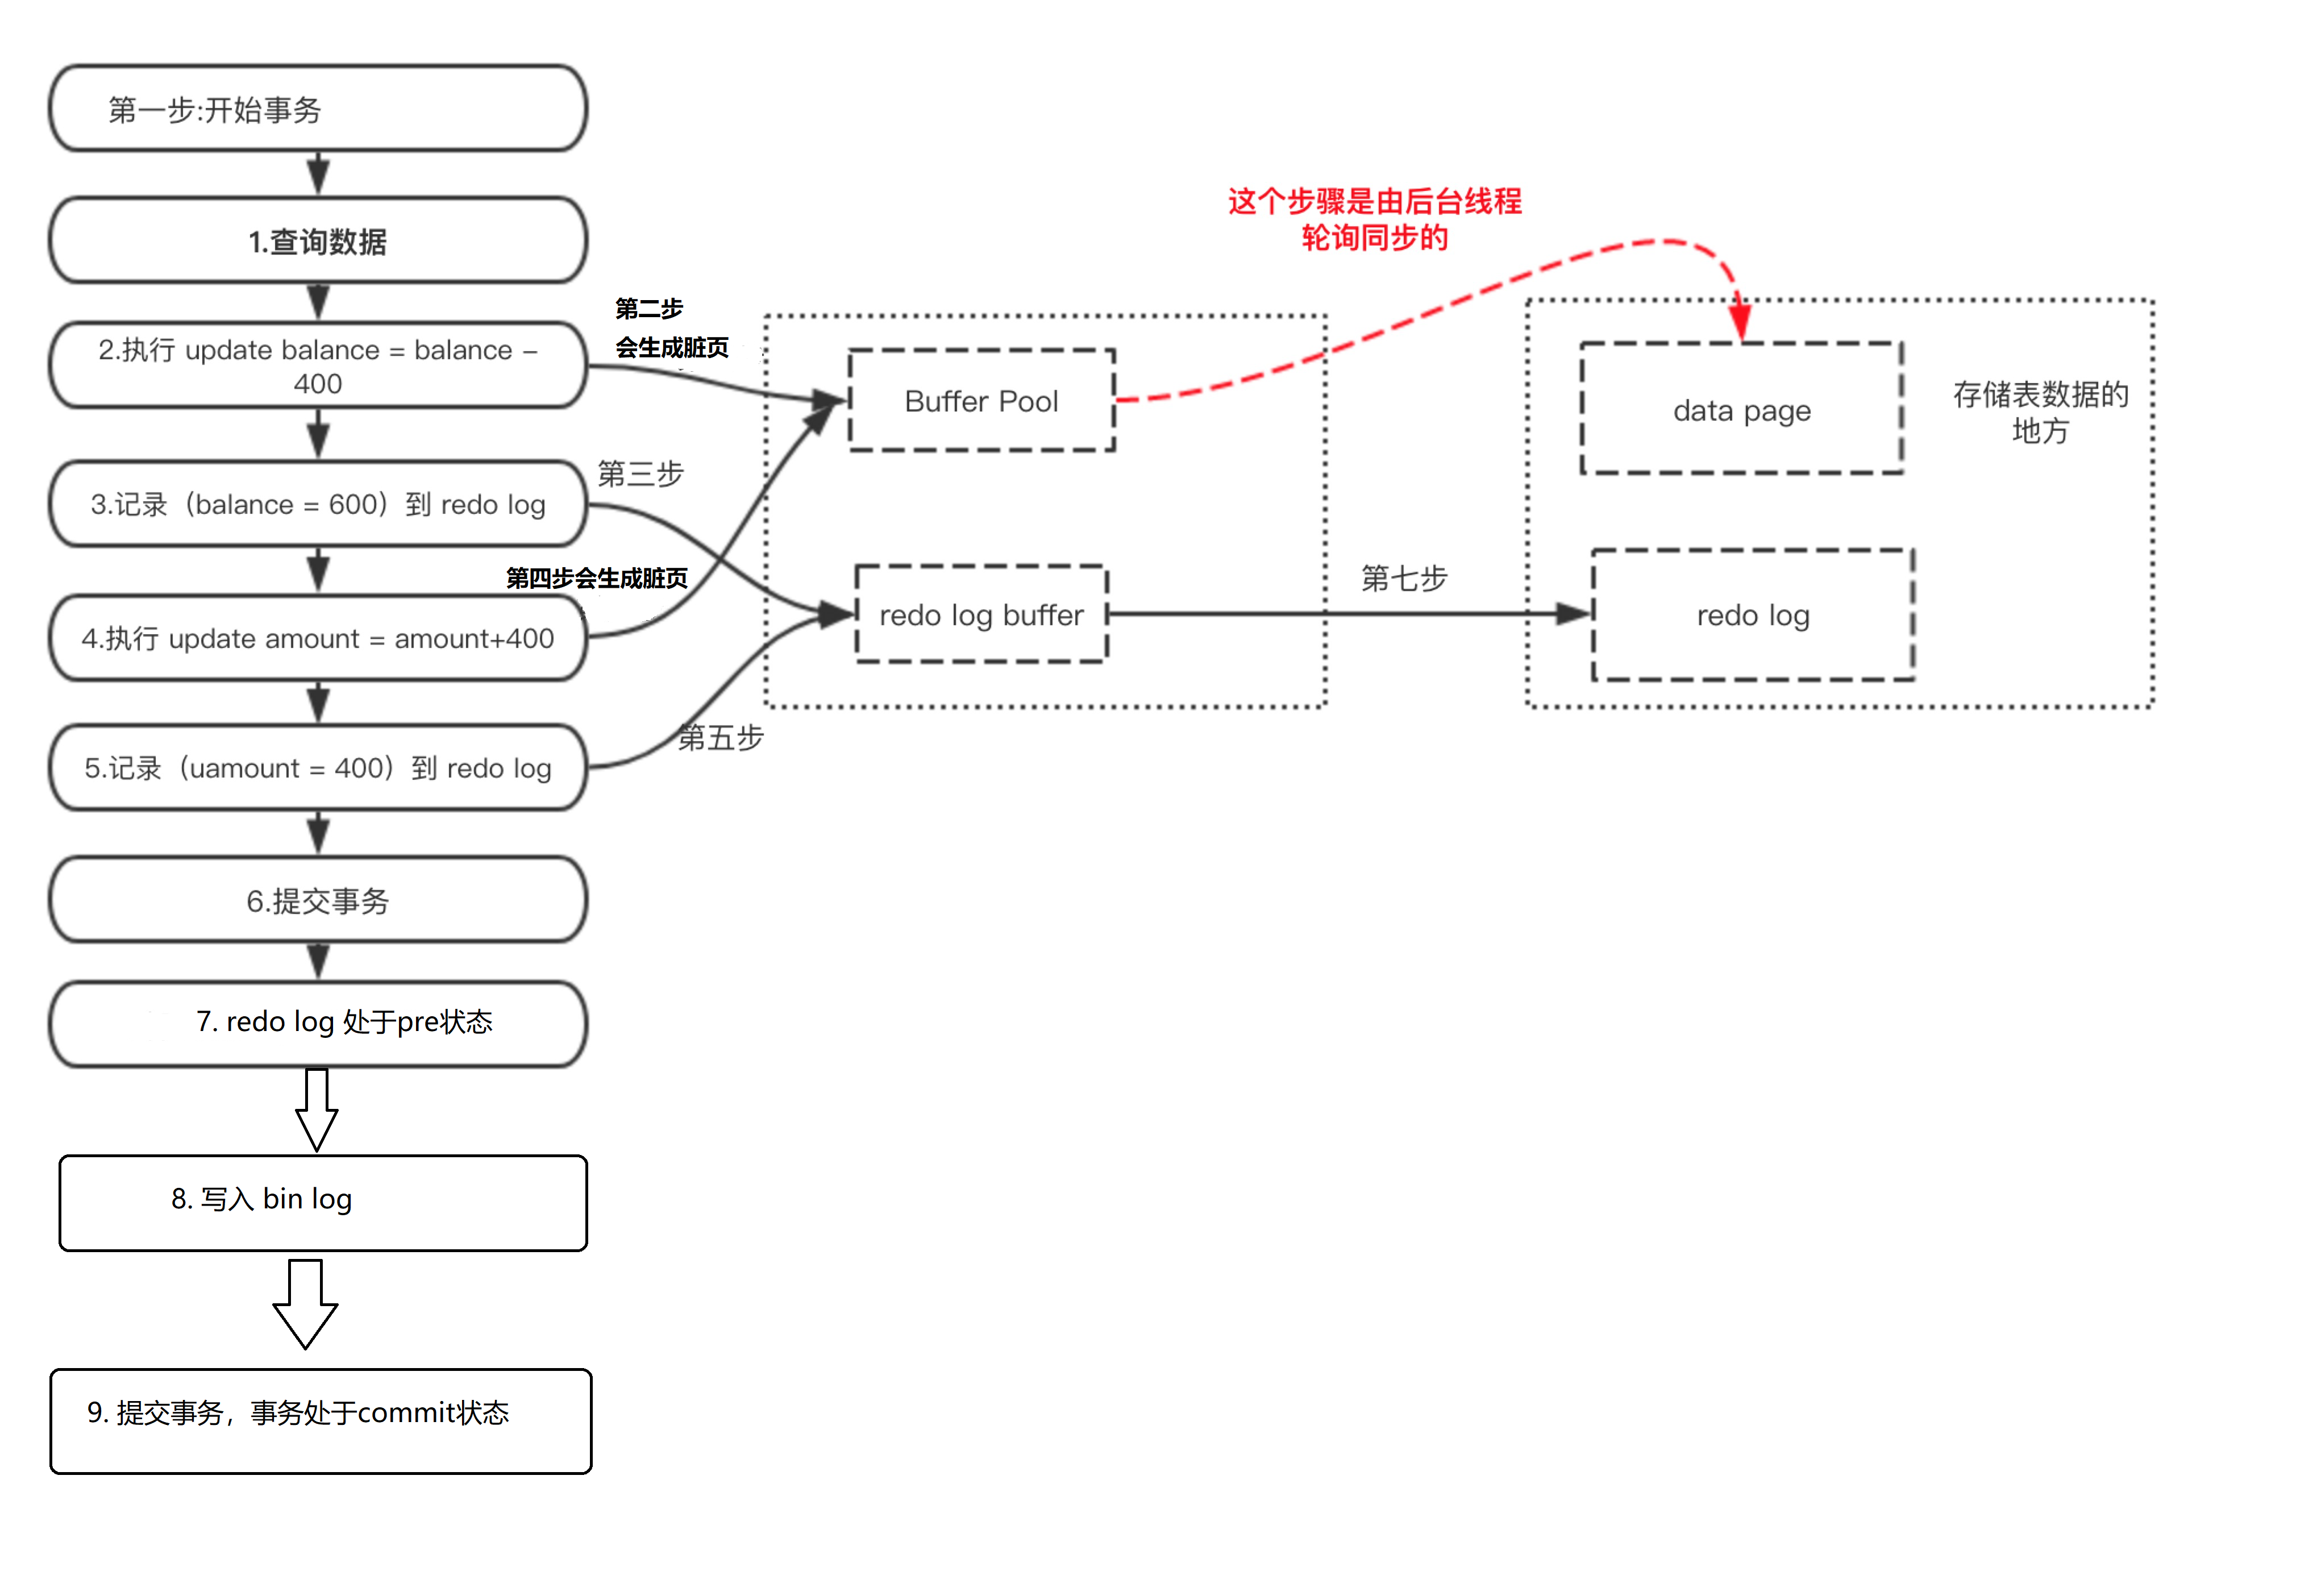 第一步:开始事务
1.查询数据
2.执行 update balance = balance –
400
3.记录（balance = 600）到 redo log
4.执行 update amount = amount+400
5.记录（uamount = 400）到 redo log
6.提交事务
7. redo log 处于pre状态
8. 写入 bin log
9. 提交事务，事务处于commit状态
第二步
会生成脏页
第三步
第四步会生成脏页
第五步
Buffer Pool
redo log buffer
这个步骤是由后台线程
轮询同步的
第七步
data page
存储表数据的
地方
redo log